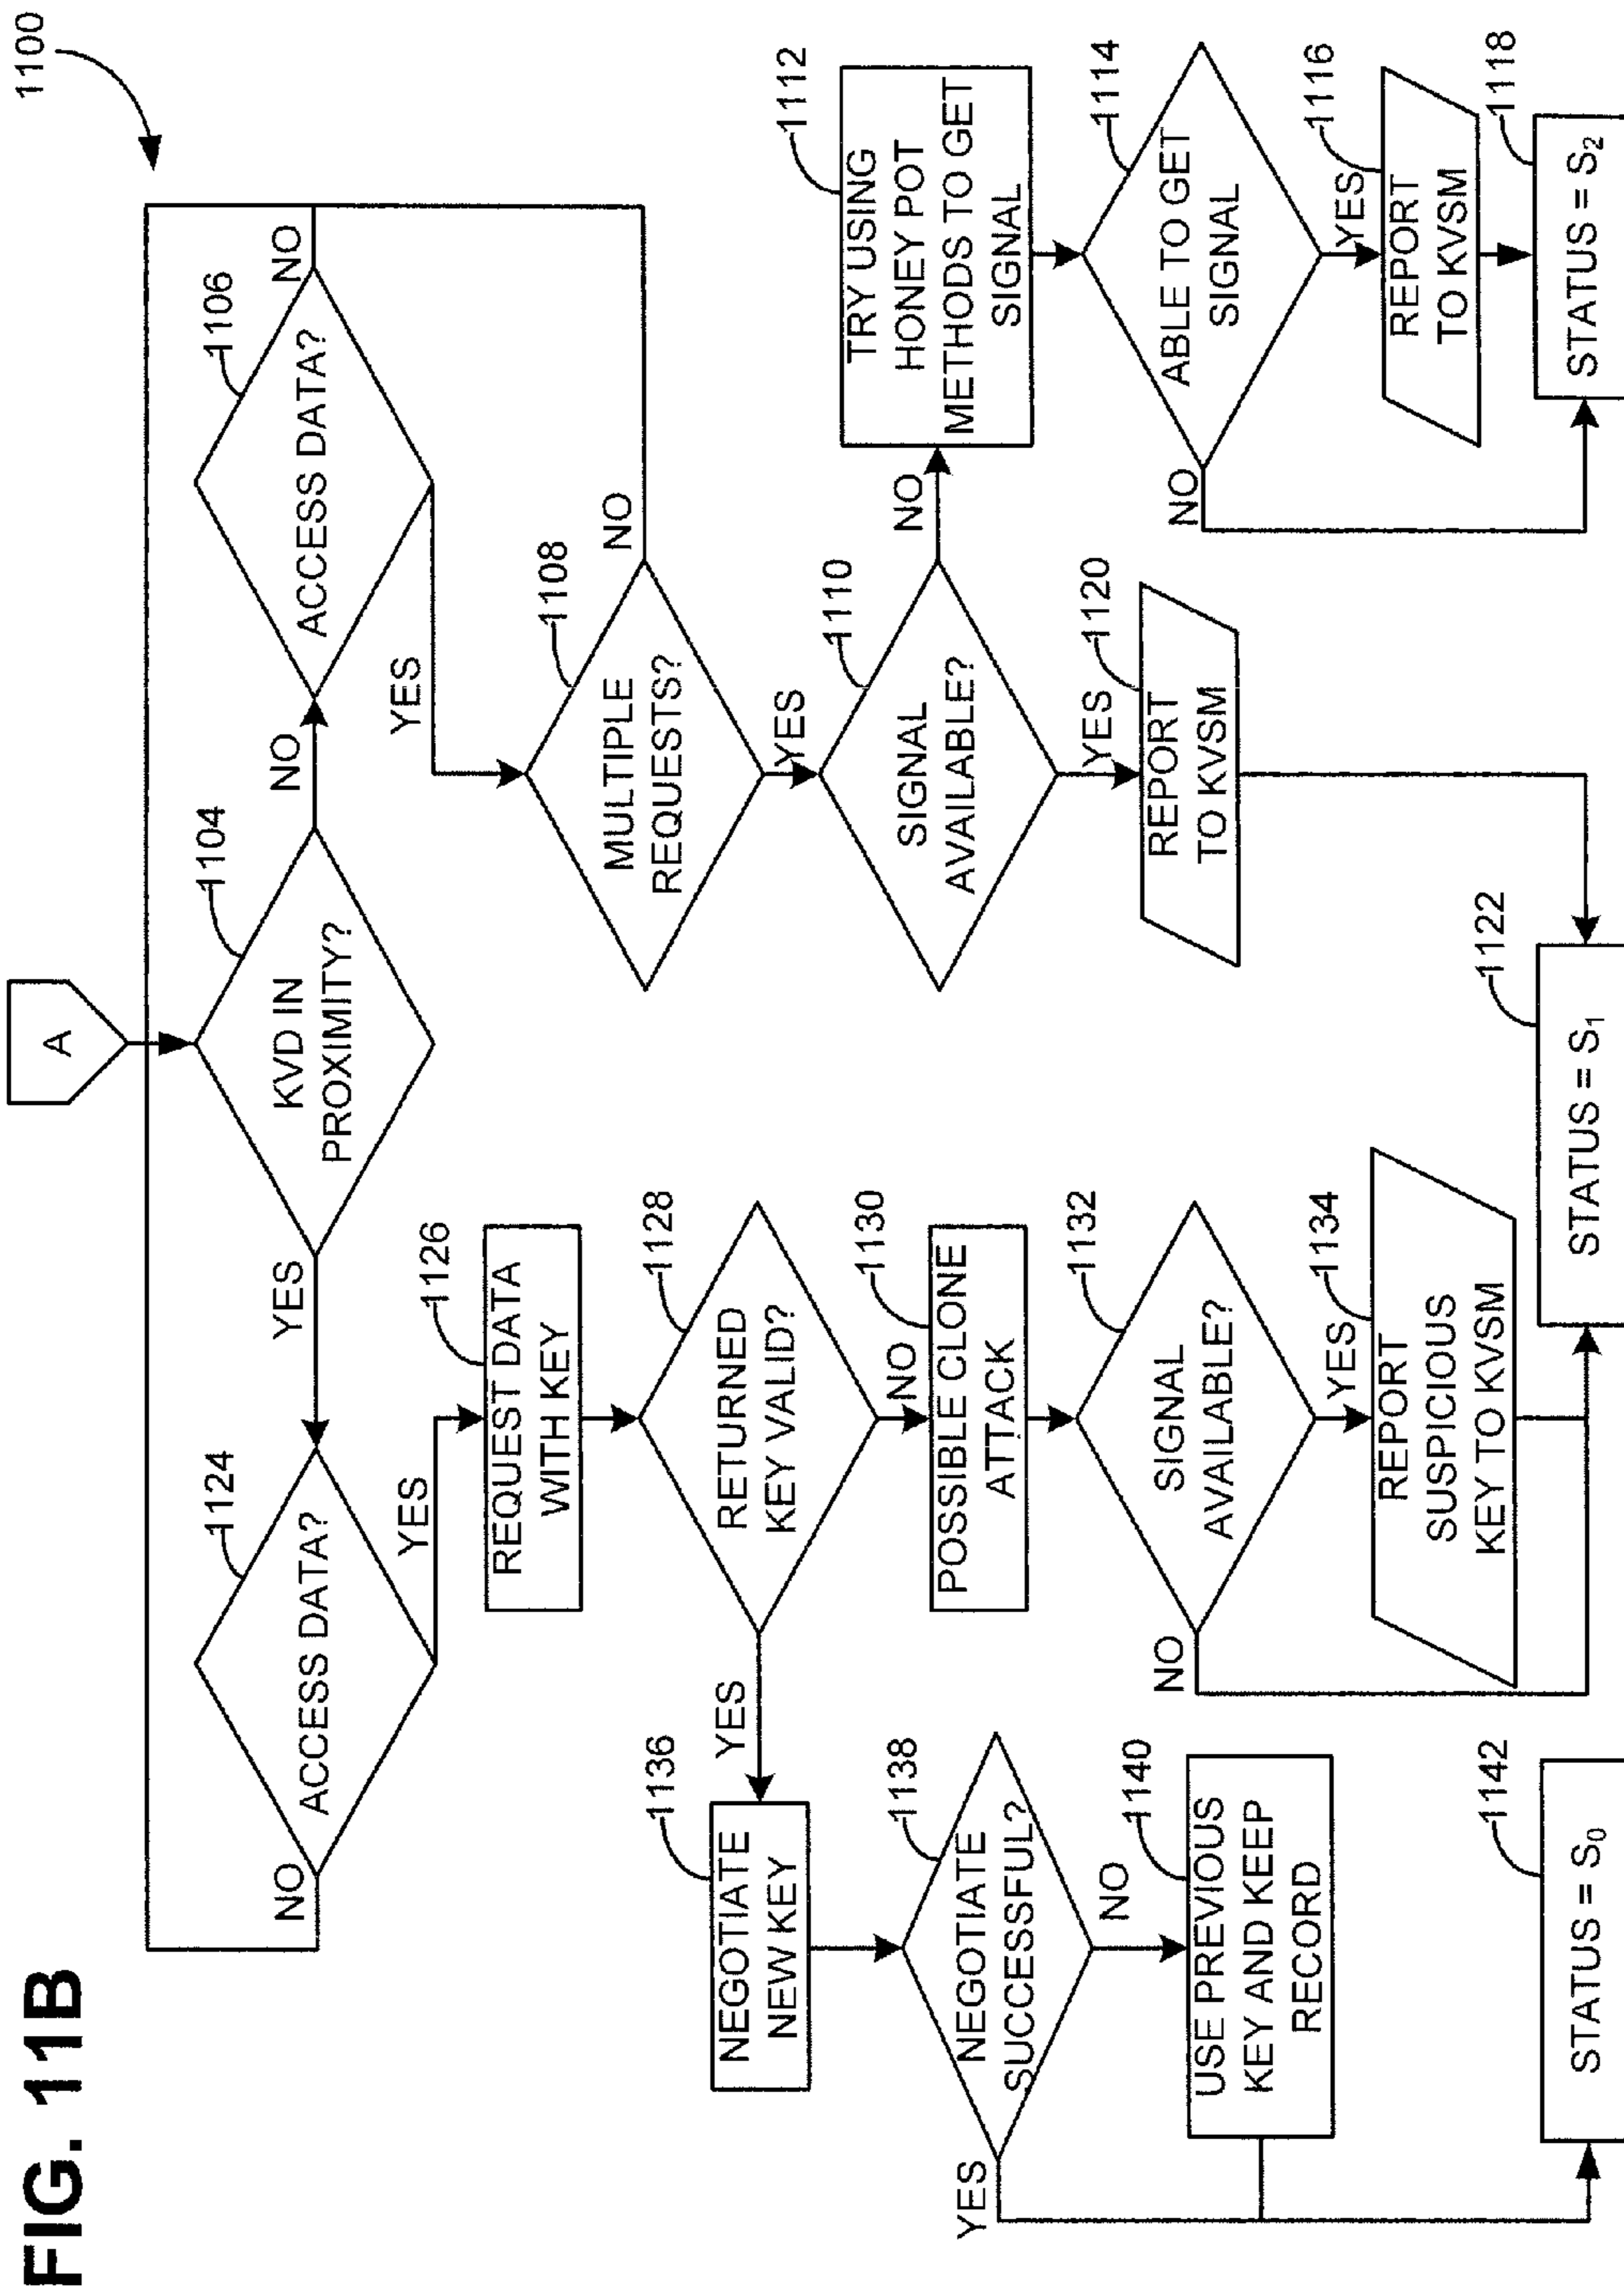 FIG. 11B
1100
A
1104
KVD IN
PROXIMITY?
YES
NO
1124
ACCESS DATA?
NO
YES
1106
ACCESS DATA?
NO
YES
1126
REQUEST DATA
WITH KEY
1108
MULTIPLE
REQUESTS?
NO
YES
1128
RETURNED
KEY VALID?
YES
NO
1110
SIGNAL
AVAILABLE?
NO
YES
1112
TRY USING
HONEY POT
METHODS TO GET
SIGNAL
1136
NEGOTIATE
NEW KEY
1130
POSSIBLE CLONE
ATTACK
1138
NEGOTIATE
SUCCESSFUL?
YES
NO
1132
SIGNAL
AVAILABLE?
NO
YES
1120
REPORT
TO KVSM
1114
ABLE TO GET
SIGNAL
NO
YES
1140
USE PREVIOUS
KEY AND KEEP
RECORD
1134
REPORT
SUSPICIOUS
KEY TO KVSM
1116
REPORT
TO KVSM
1142
STATUS = S₀
1122
STATUS = S₁
1118
STATUS = S₂